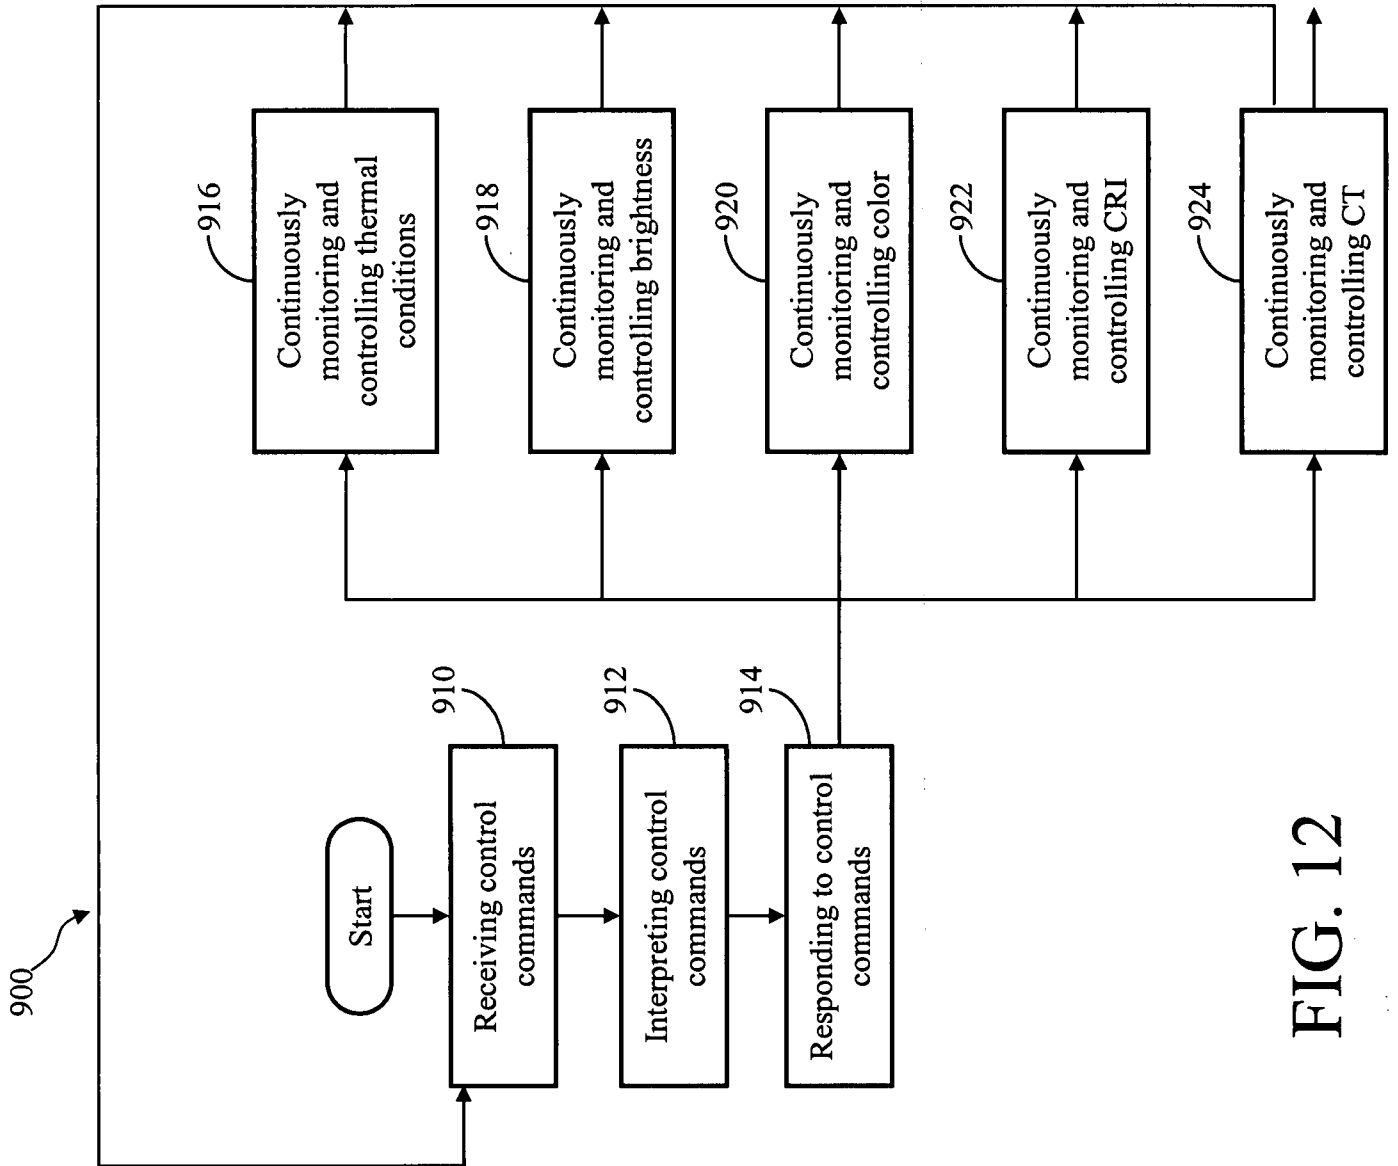 900
Start
910
Receiving control
commands
912
Interpreting control
commands
914
Responding to control
commands
916
Continuously
monitoring and
controlling thermal
conditions
918
Continuously
monitoring and
controlling brightness
920
Continuously
monitoring and
controlling color
922
Continuously
monitoring and
controlling CRI
924
Continuously
monitoring and
controlling CT
FIG. 12